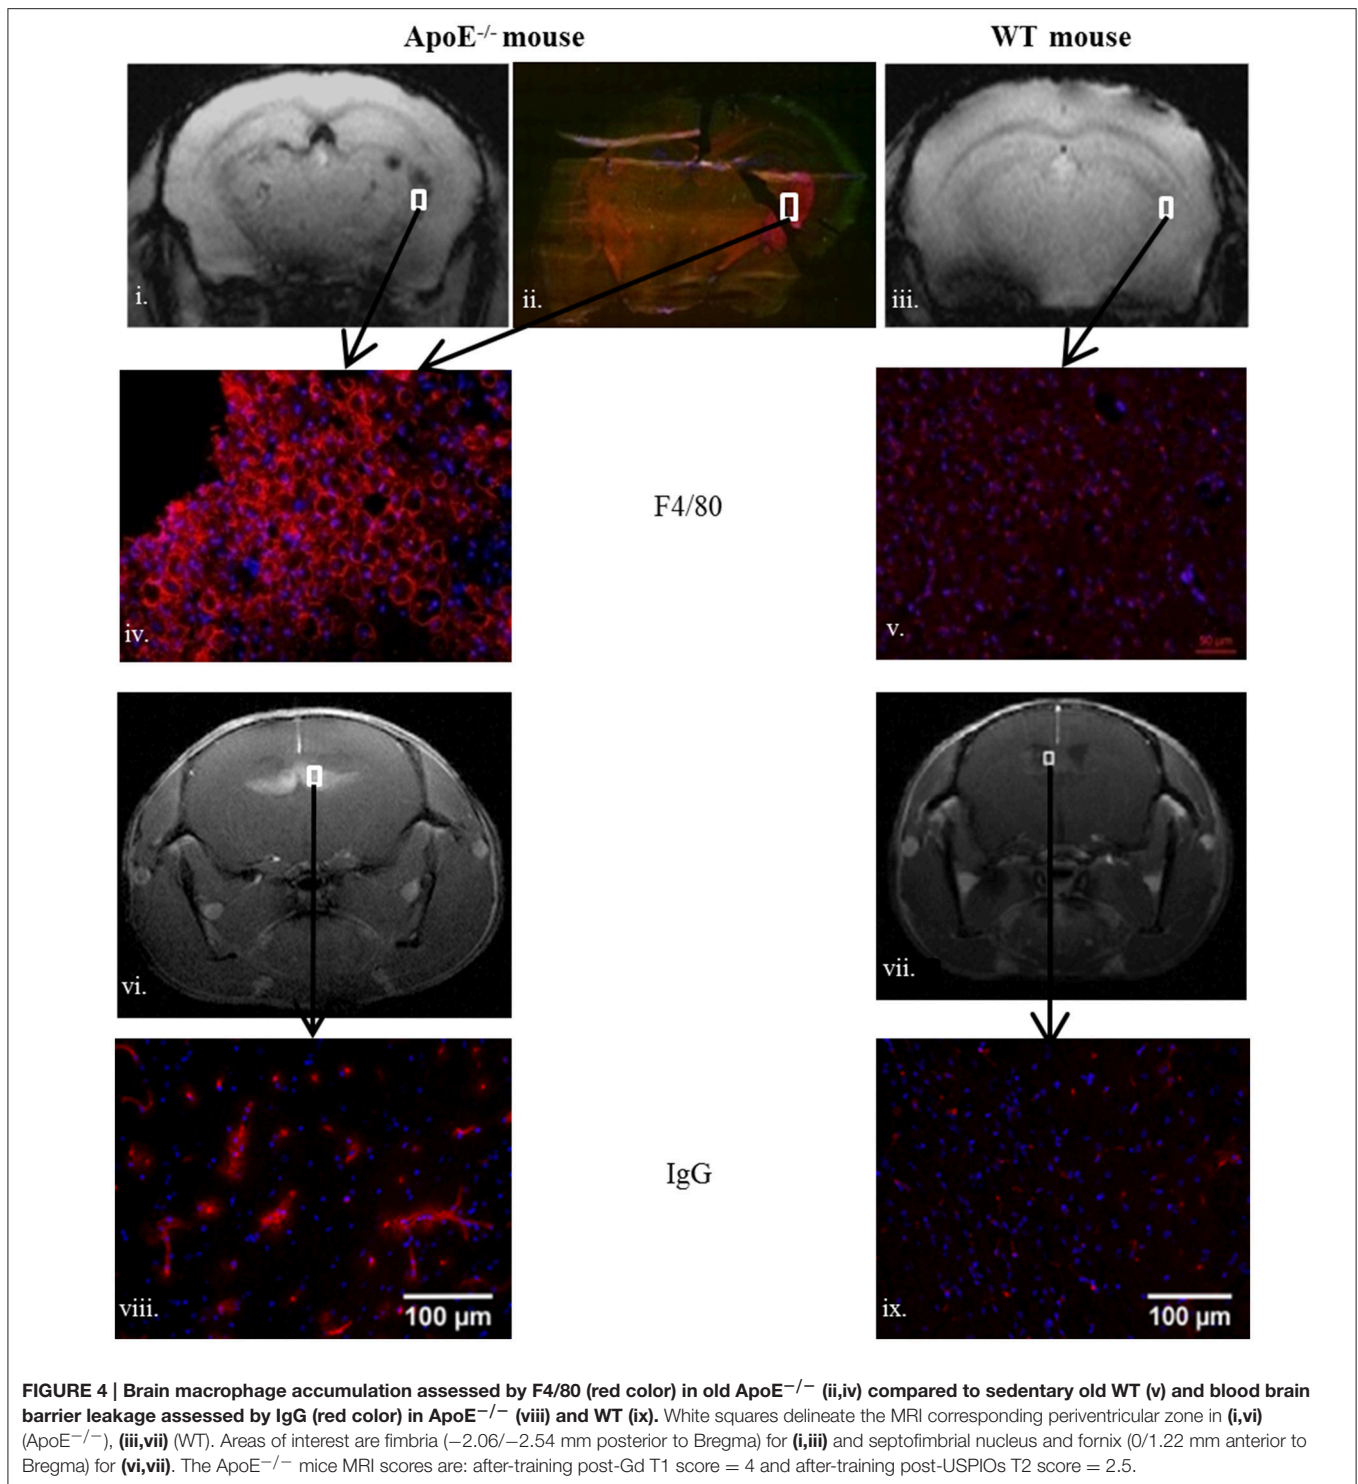 ApoE-/- mouse
WT mouse
i.
ii.
iii.
F4/80
iv.
v.
50 µm
vi.
vii.
IgG
viii.
100 µm
ix.
100 µm
FIGURE 4 | Brain macrophage accumulation assessed by F4/80 (red color) in old ApoE−/− (ii,iv) compared to sedentary old WT (v) and blood brain
barrier leakage assessed by IgG (red color) in ApoE−/− (viii) and WT (ix). White squares delineate the MRI corresponding periventricular zone in (i,vi)
(ApoE−/−), (iii,vii) (WT). Areas of interest are fimbria (−2.06/−2.54 mm posterior to Bregma) for (i,iii) and septofimbrial nucleus and fornix (0/1.22 mm anterior to
Bregma) for (vi,vii). The ApoE−/− mice MRI scores are: after-training post-Gd T1 score = 4 and after-training post-USPIOs T2 score = 2.5.